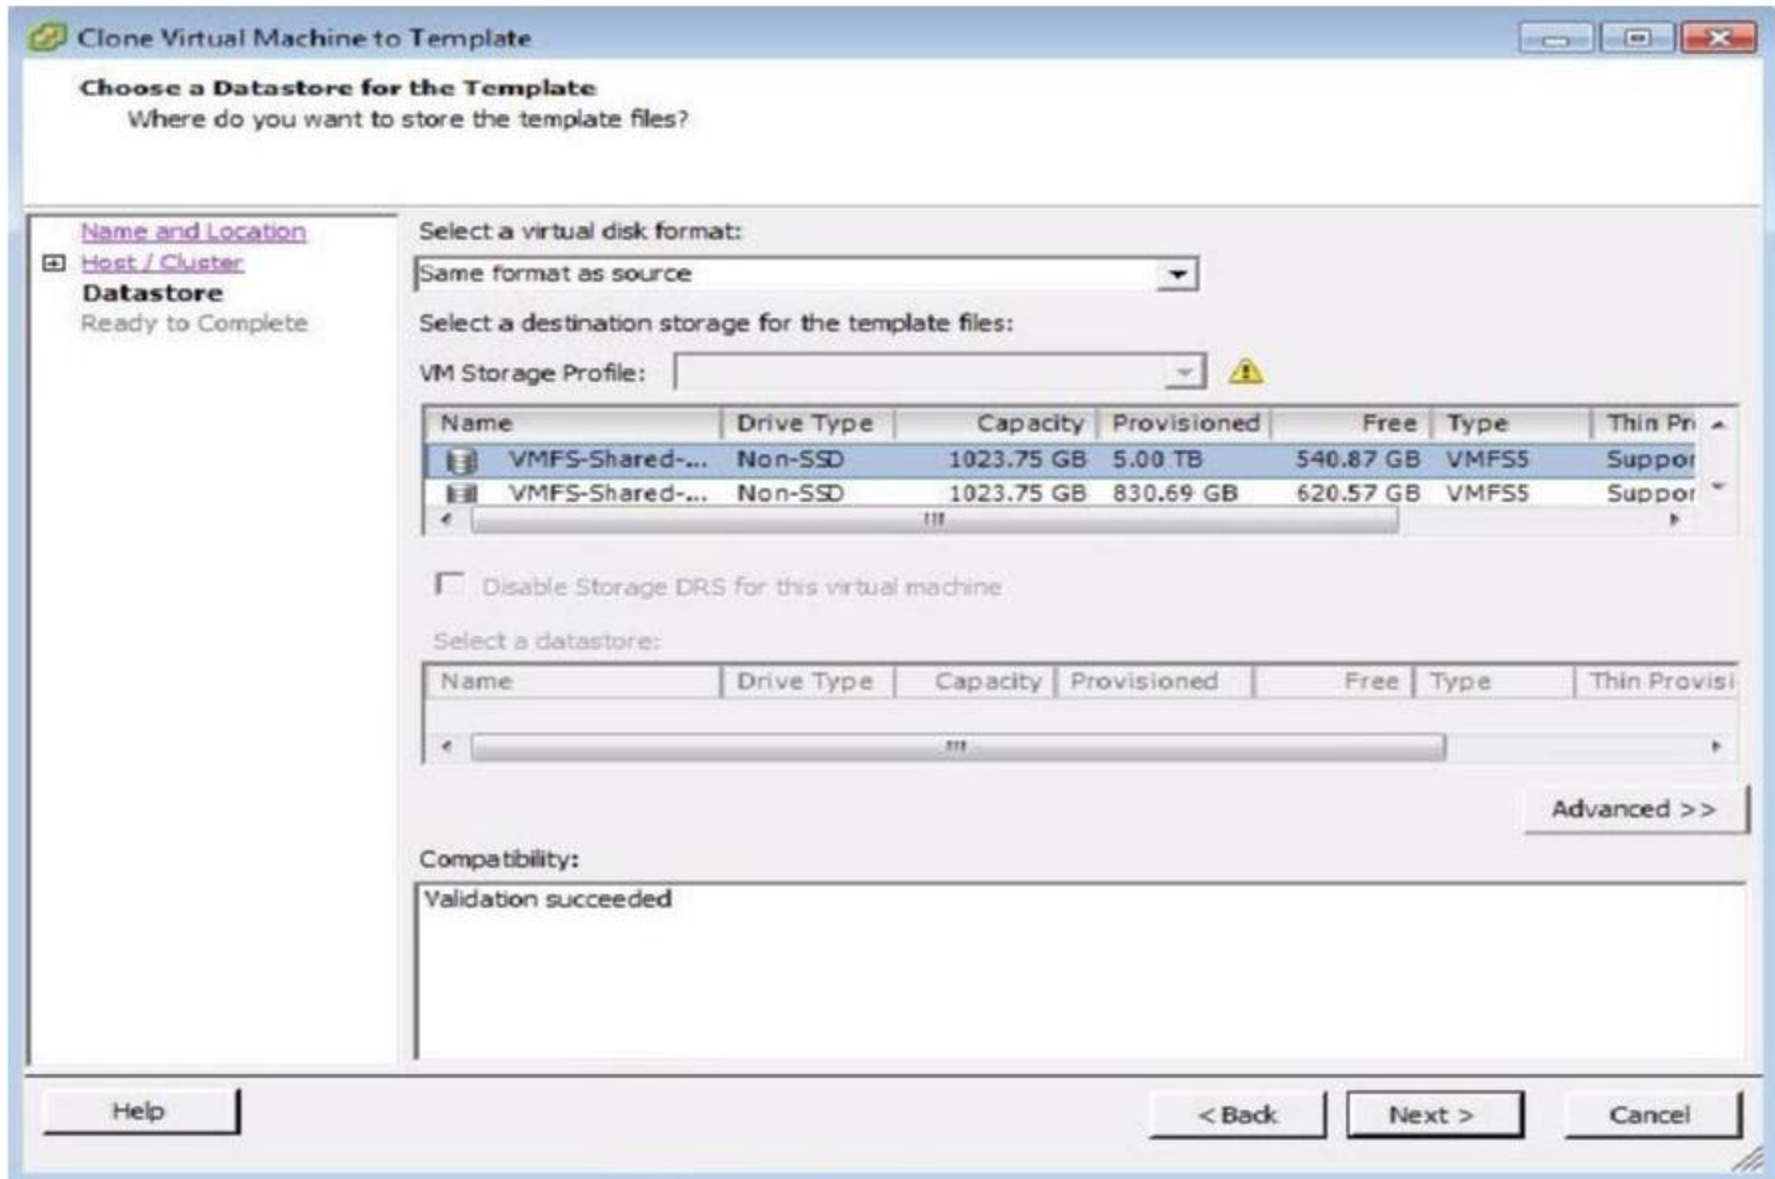 Clone Virtual Machine to Template
Choose a Datastore for the Template
Where do you want to store the template files?
Name and Location
Host / Cluster
Datastore
Ready to Complete
Select a virtual disk format:
Same format as source
Select a destination storage for the template files:
VM Storage Profile:
Name Drive Type Capacity Provisioned Free Type Thin Pr
VMFS-Shared-... Non-SSD 1023.75 GB 5.00 TB 540.87 GB VMFS5 Suppor
VMFS-Shared-... Non-SSD 1023.75 GB 830.69 GB 620.57 GB VMFS5 Suppor
Disable Storage DRS for this virtual machine
Select a datastore:
Name Drive Type Capacity Provisioned Free Type Thin Provisi
Advanced >>
Compatibility:
Validation succeeded
Help
< Back
Next >
Cancel